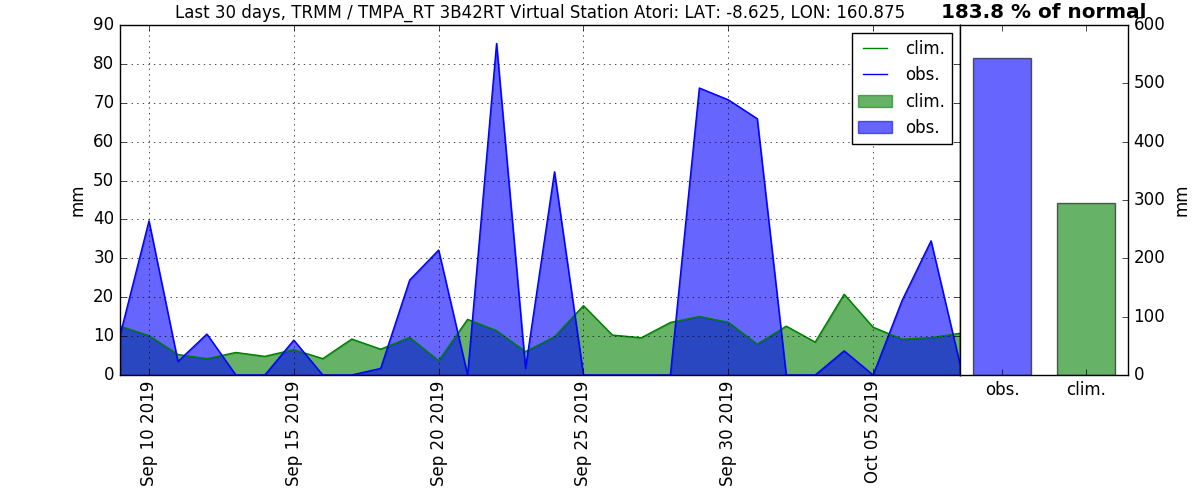 Last 30 days, TRMM / TMPA_RT 3B42RT Virtual Station Atori: LAT: -8.625, LON: 160.875
183.8 % of normal
90
80
70
60
50
40
30
20
10
0
mm
clim.
obs.
clim.
obs.
600
500
400
300
200
100
0
mm
Sep 10 2019
Sep 15 2019
Sep 20 2019
Sep 25 2019
Sep 30 2019
Oct 05 2019
obs.
clim.